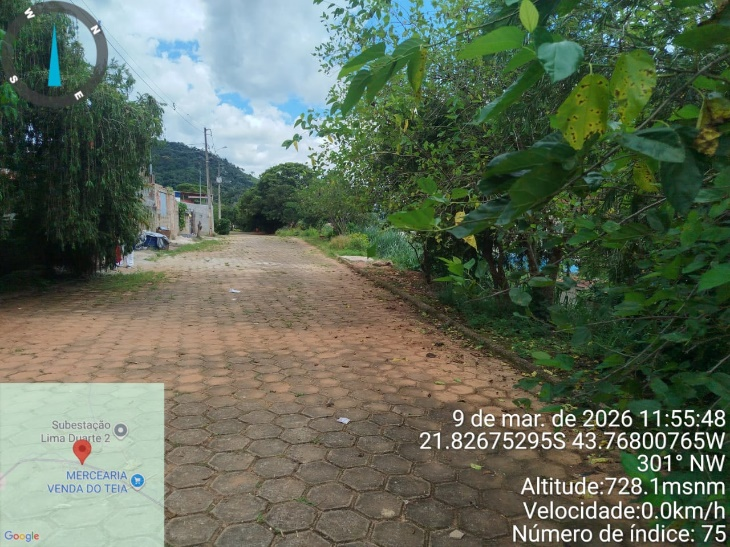 N
W
E
S
Subestação
Lima Duarte 2
MERCEARIA
VENDA DO TEIA
Google
9 de mar. de 2026 11:55:48
21.82675295S 43.76800765W
301° NW
Altitude:728.1msnm
Velocidade:0.0km/h
Número de índice: 75